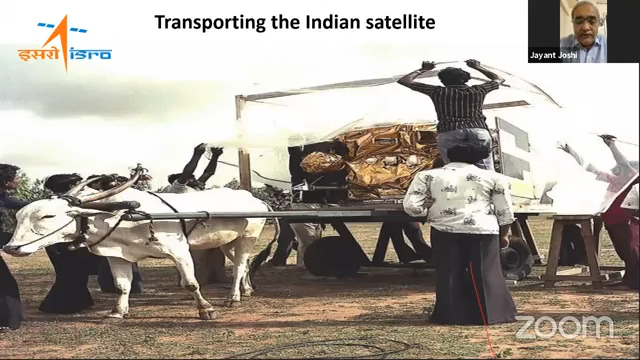 Transporting the Indian satellite
इसरो isro
Jayant Joshi
zoom